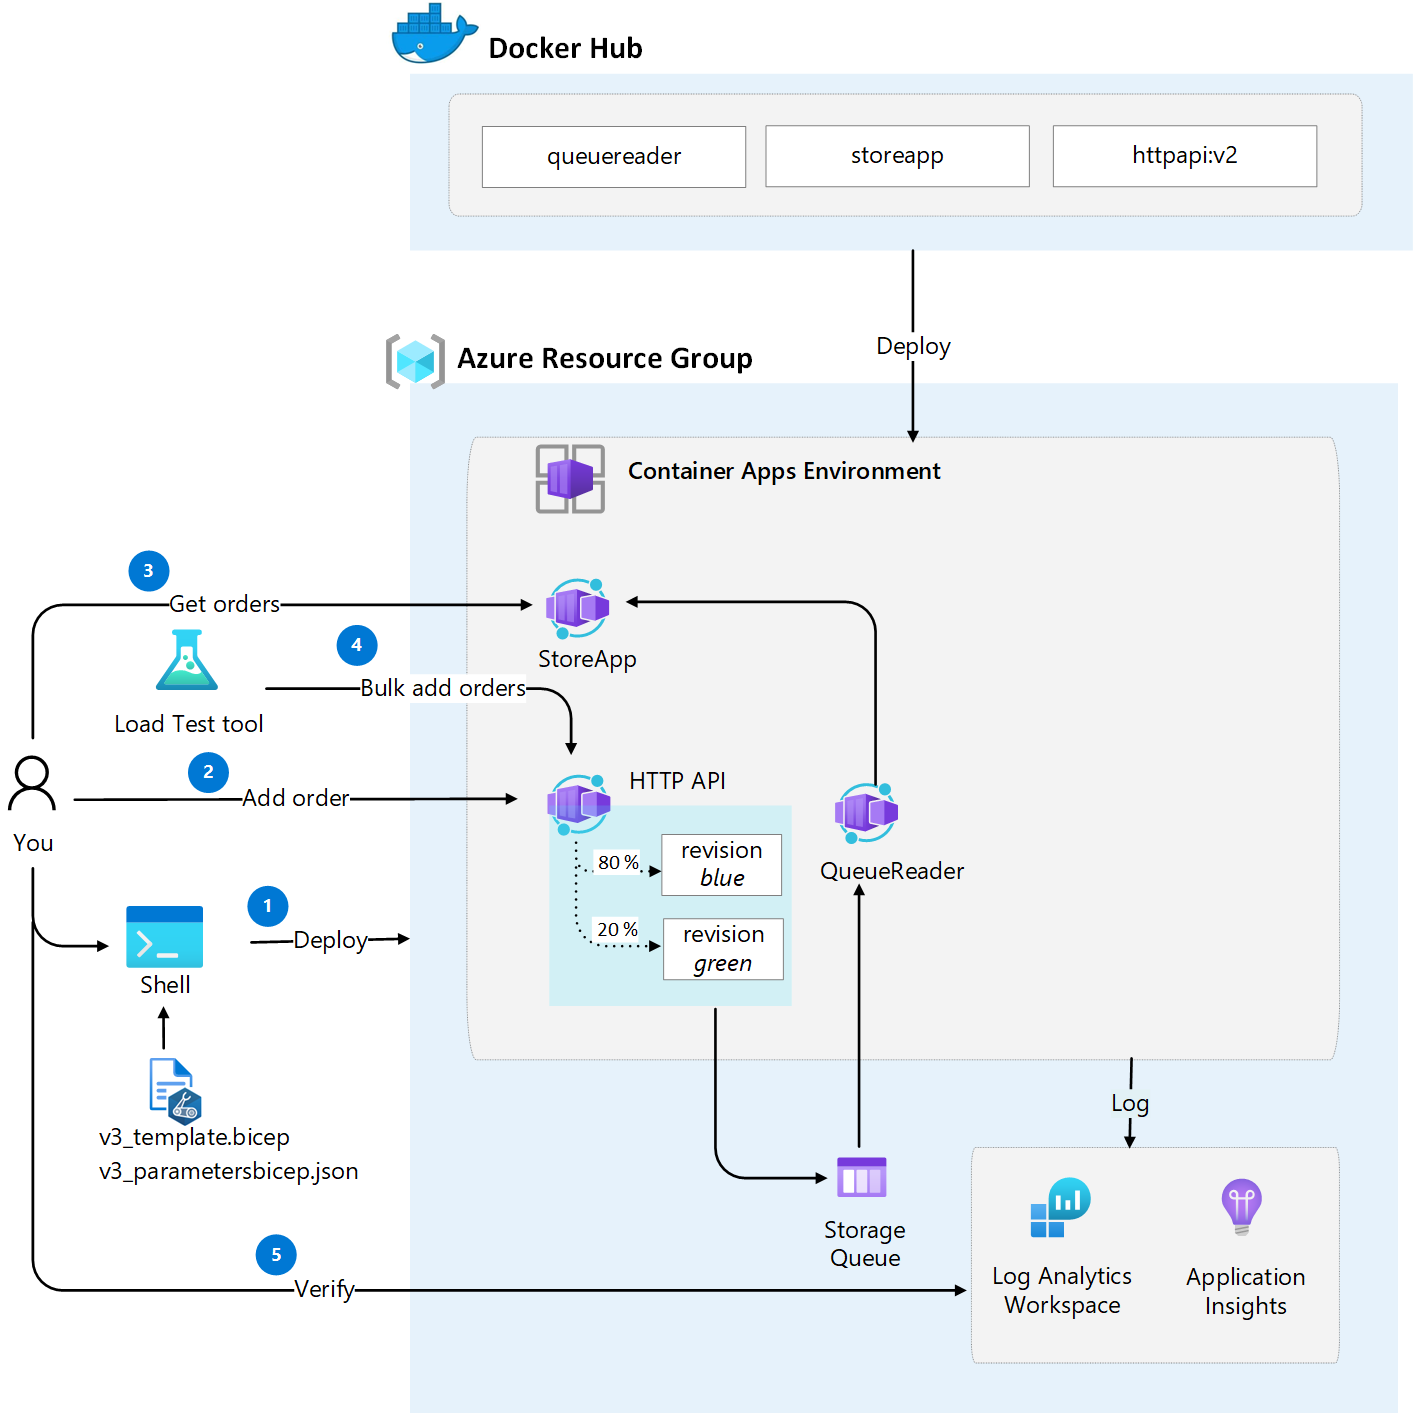 Docker Hub
queuereader
storeapp
httpapi:v2
Deploy
Azure Resource Group
Container Apps Environment
3
Get orders
StoreApp
4
Bulk add orders
Load Test tool
2
Add order
HTTP API
You
80 %
revision
blue
20 %
revision
green
QueueReader
1
Deploy
Shell
v3_template.bicep
v3_parametersbicep.json
Log
Storage
Queue
5
Verify
Log Analytics
Workspace
Application
Insights